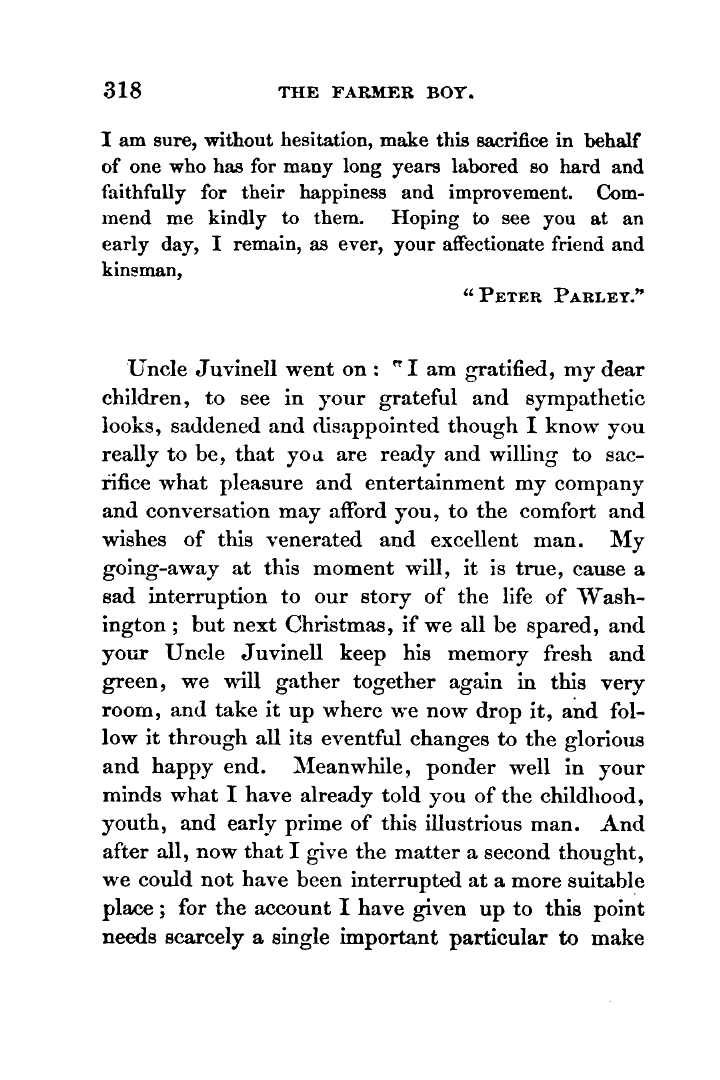 318 THE FARMER BOY.
I am sure, without hesitation, make this sacrifice in behalf
of one who has for many long years labored so hard and
faithfully for their happiness and improvement. Com-
mend me kindly to them. Hoping to see you at an
early day, I remain, as ever, your affectionate friend and
kinsman,
“PETER PARLEY.”
Uncle Juvinell went on : “I am gratified, my dear
children, to see in your grateful and sympathetic
looks, saddened and disappointed though I know you
really to be, that you are ready and willing to sac-
rifice what pleasure and entertainment my company
and conversation may afford you, to the comfort and
wishes of this venerated and excellent man. My
going-away at this moment will, it is true, cause a
sad interruption to our story of the life of Wash-
ington ; but next Christmas, if we all be spared, and
your Uncle Juvinell keep his memory fresh and
green, we will gather together again in this very
room, and take it up where we now drop it, and fol-
low it through all its eventful changes to the glorious
and happy end. Meanwhile, ponder well in your
minds what I have already told you of the childhood,
youth, and early prime of this illustrious man. And
after all, now that I give the matter a second thought,
we could not have been interrupted at a more suitable
place ; for the account I have given up to this point
needs scarcely a single important particular to make